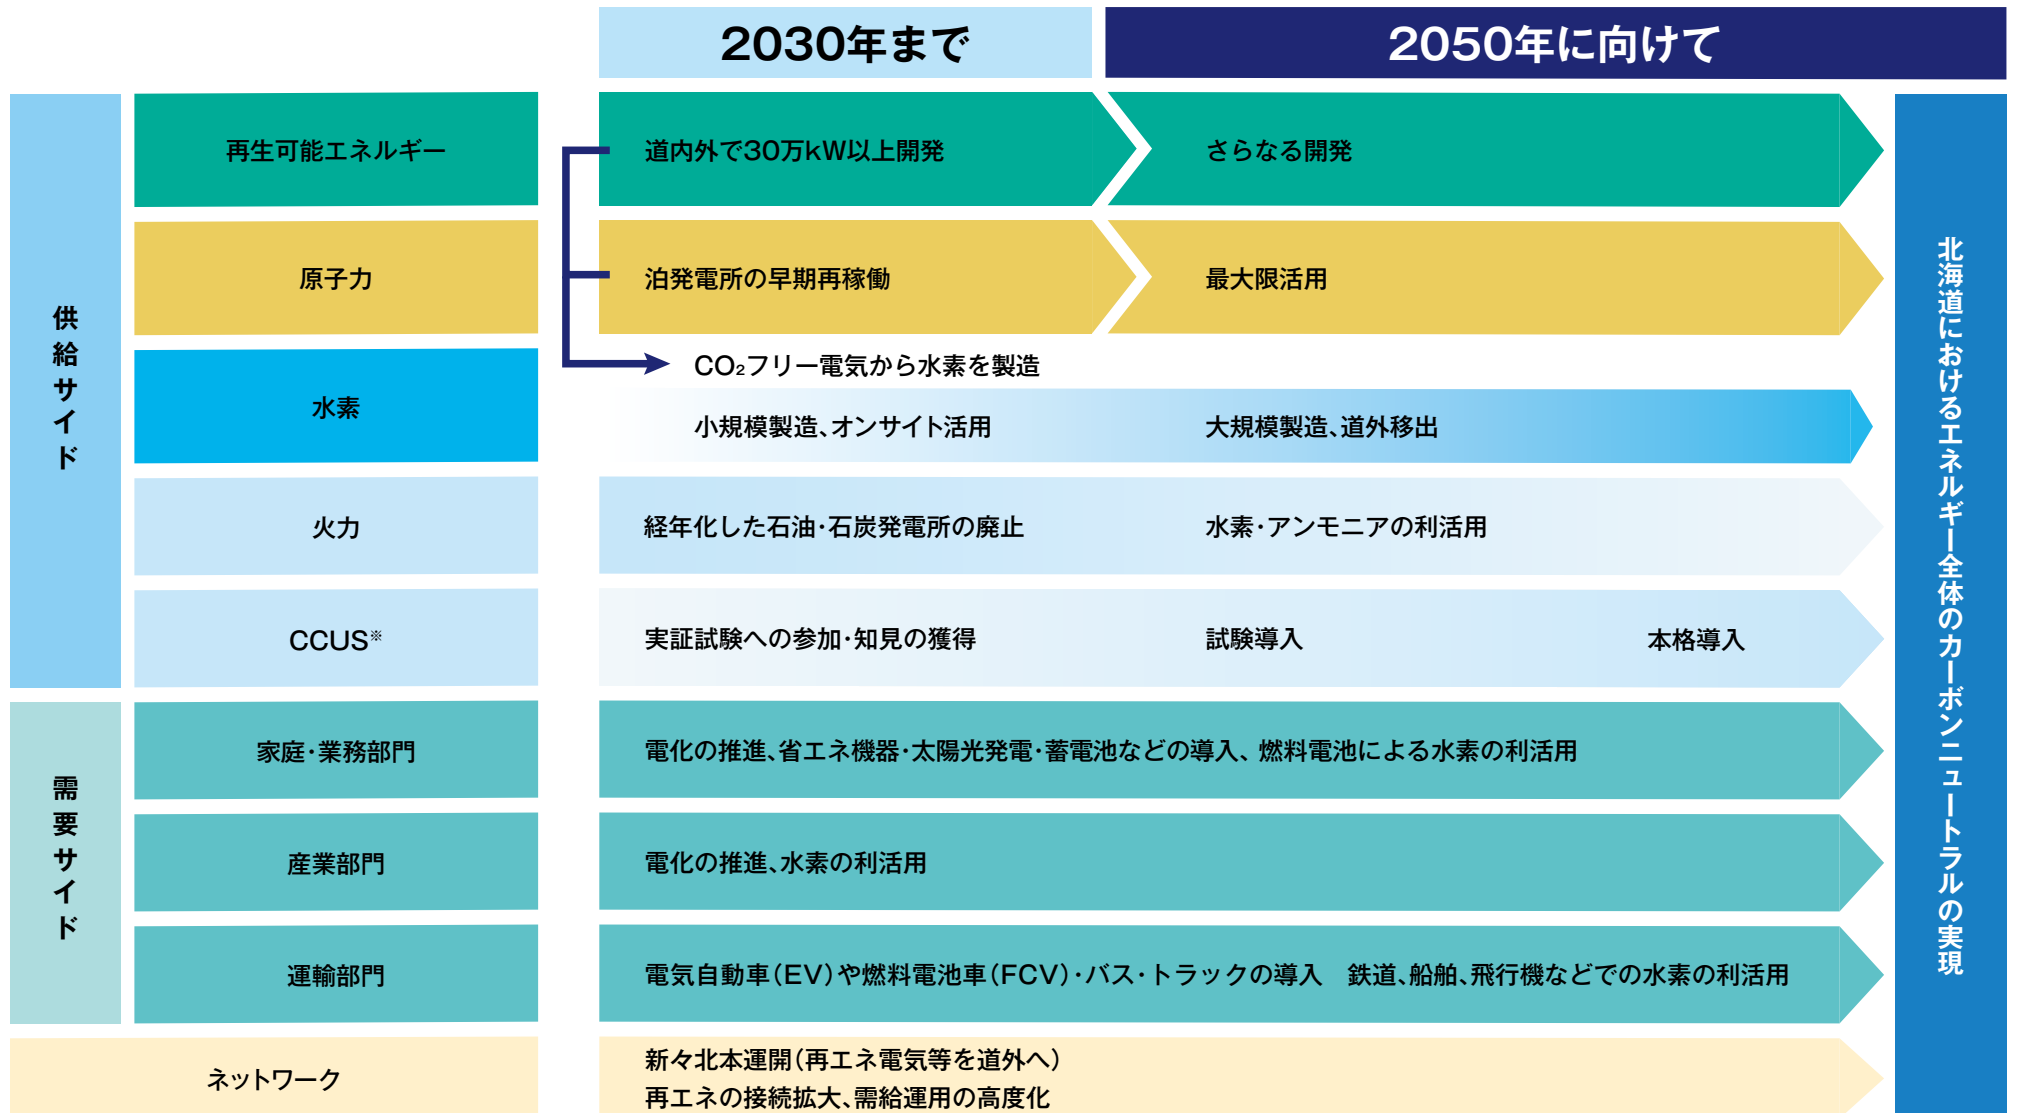 2030年まで
2050年に向けて
供給サイド
再生可能エネルギー
道内外で30万kW以上開発
さらなる開発
原子力
泊発電所の早期再稼働
最大限活用
水素
CO₂フリー電気から水素を製造
小規模製造、オンサイト活用
大規模製造、道外移出
火力
経年化した石油・石炭発電所の廃止
水素・アンモニアの利活用
CCUS※
実証試験への参加・知見の獲得
試験導入
本格導入
需要サイド
家庭・業務部門
電化の推進、省エネ機器・太陽光発電・蓄電池などの導入、燃料電池による水素の利活用
産業部門
電化の推進、水素の利活用
運輸部門
電気自動車（EV）や燃料電池車（FCV）・バス・トラックの導入　鉄道、船舶、飛行機などでの水素の利活用
ネットワーク
新々北本運開（再エネ電気等を道外へ）
再エネの接続拡大、需給運用の高度化
北海道におけるエネルギー全体のカーボンニュートラルの実現